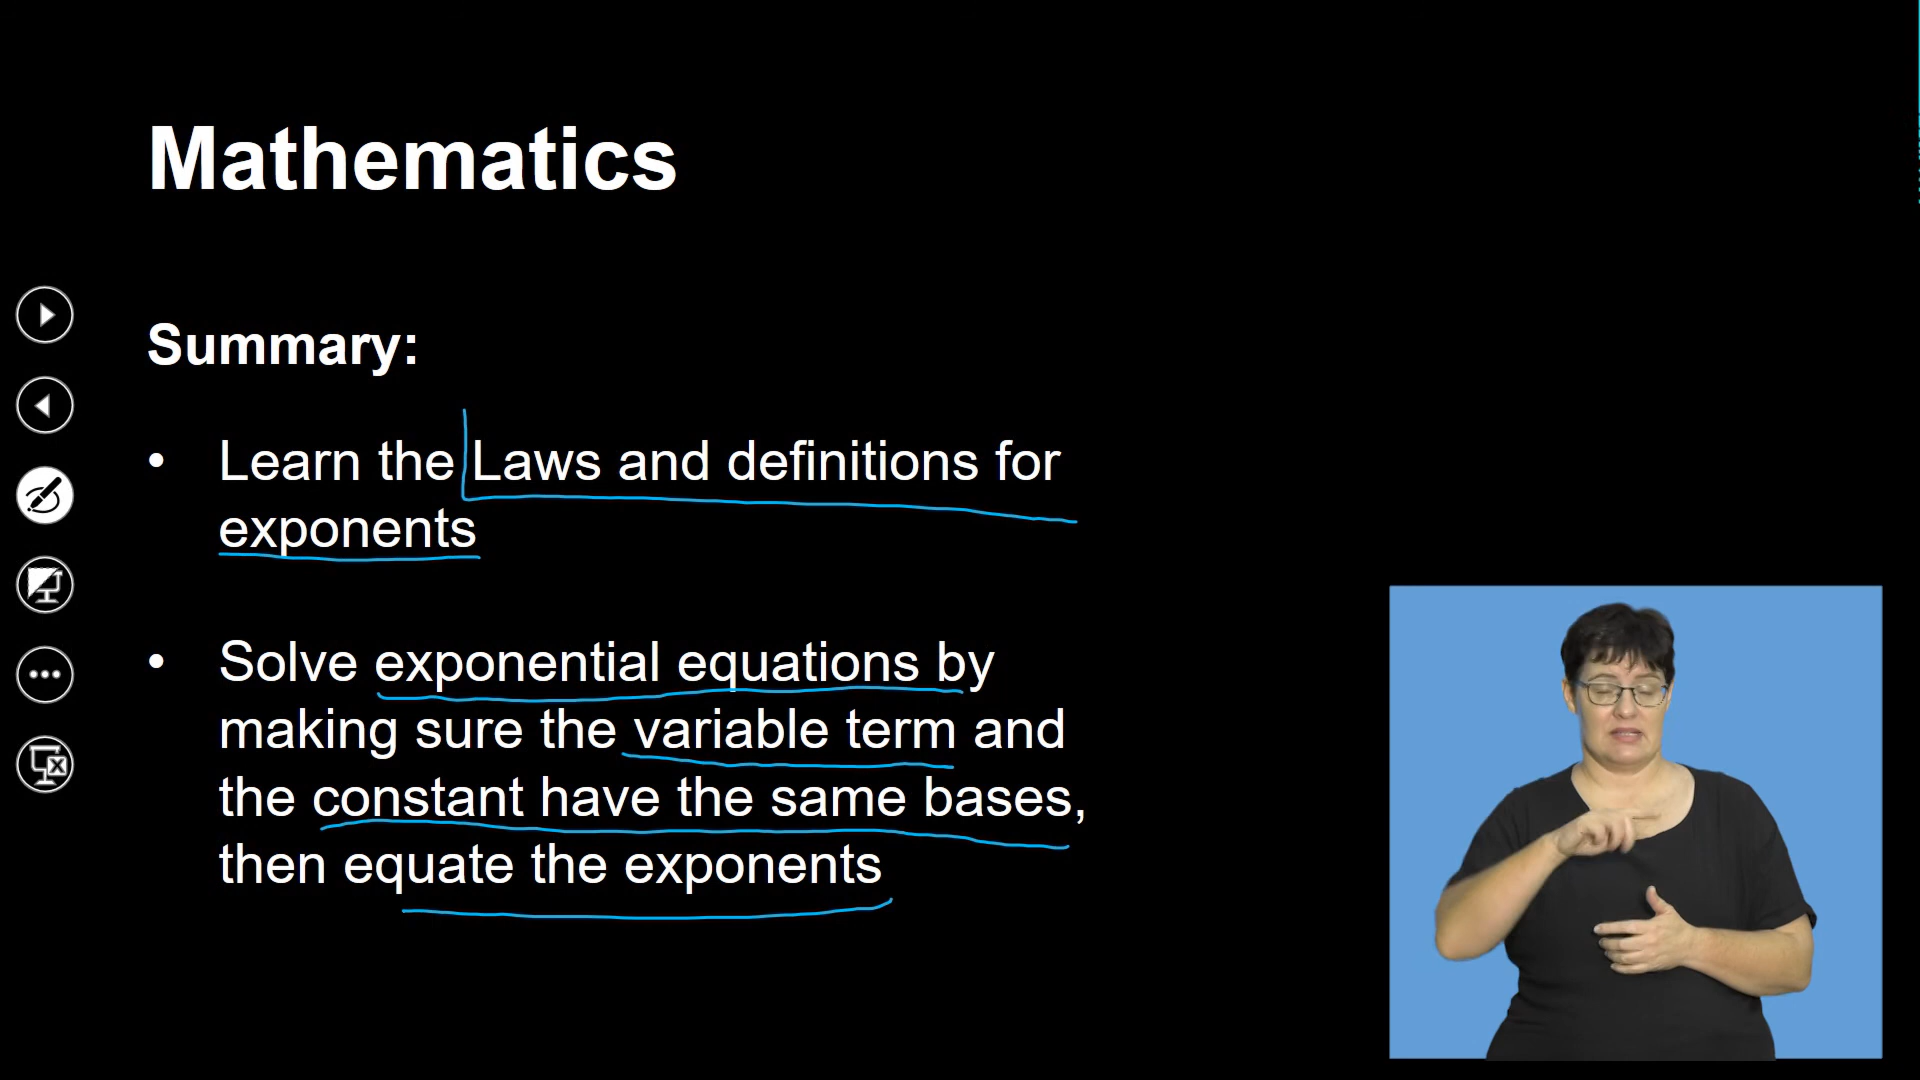 Mathematics
Summary:
• Learn the Laws and definitions for
exponents
• Solve exponential equations by
making sure the variable term and
the constant have the same bases,
then equate the exponents